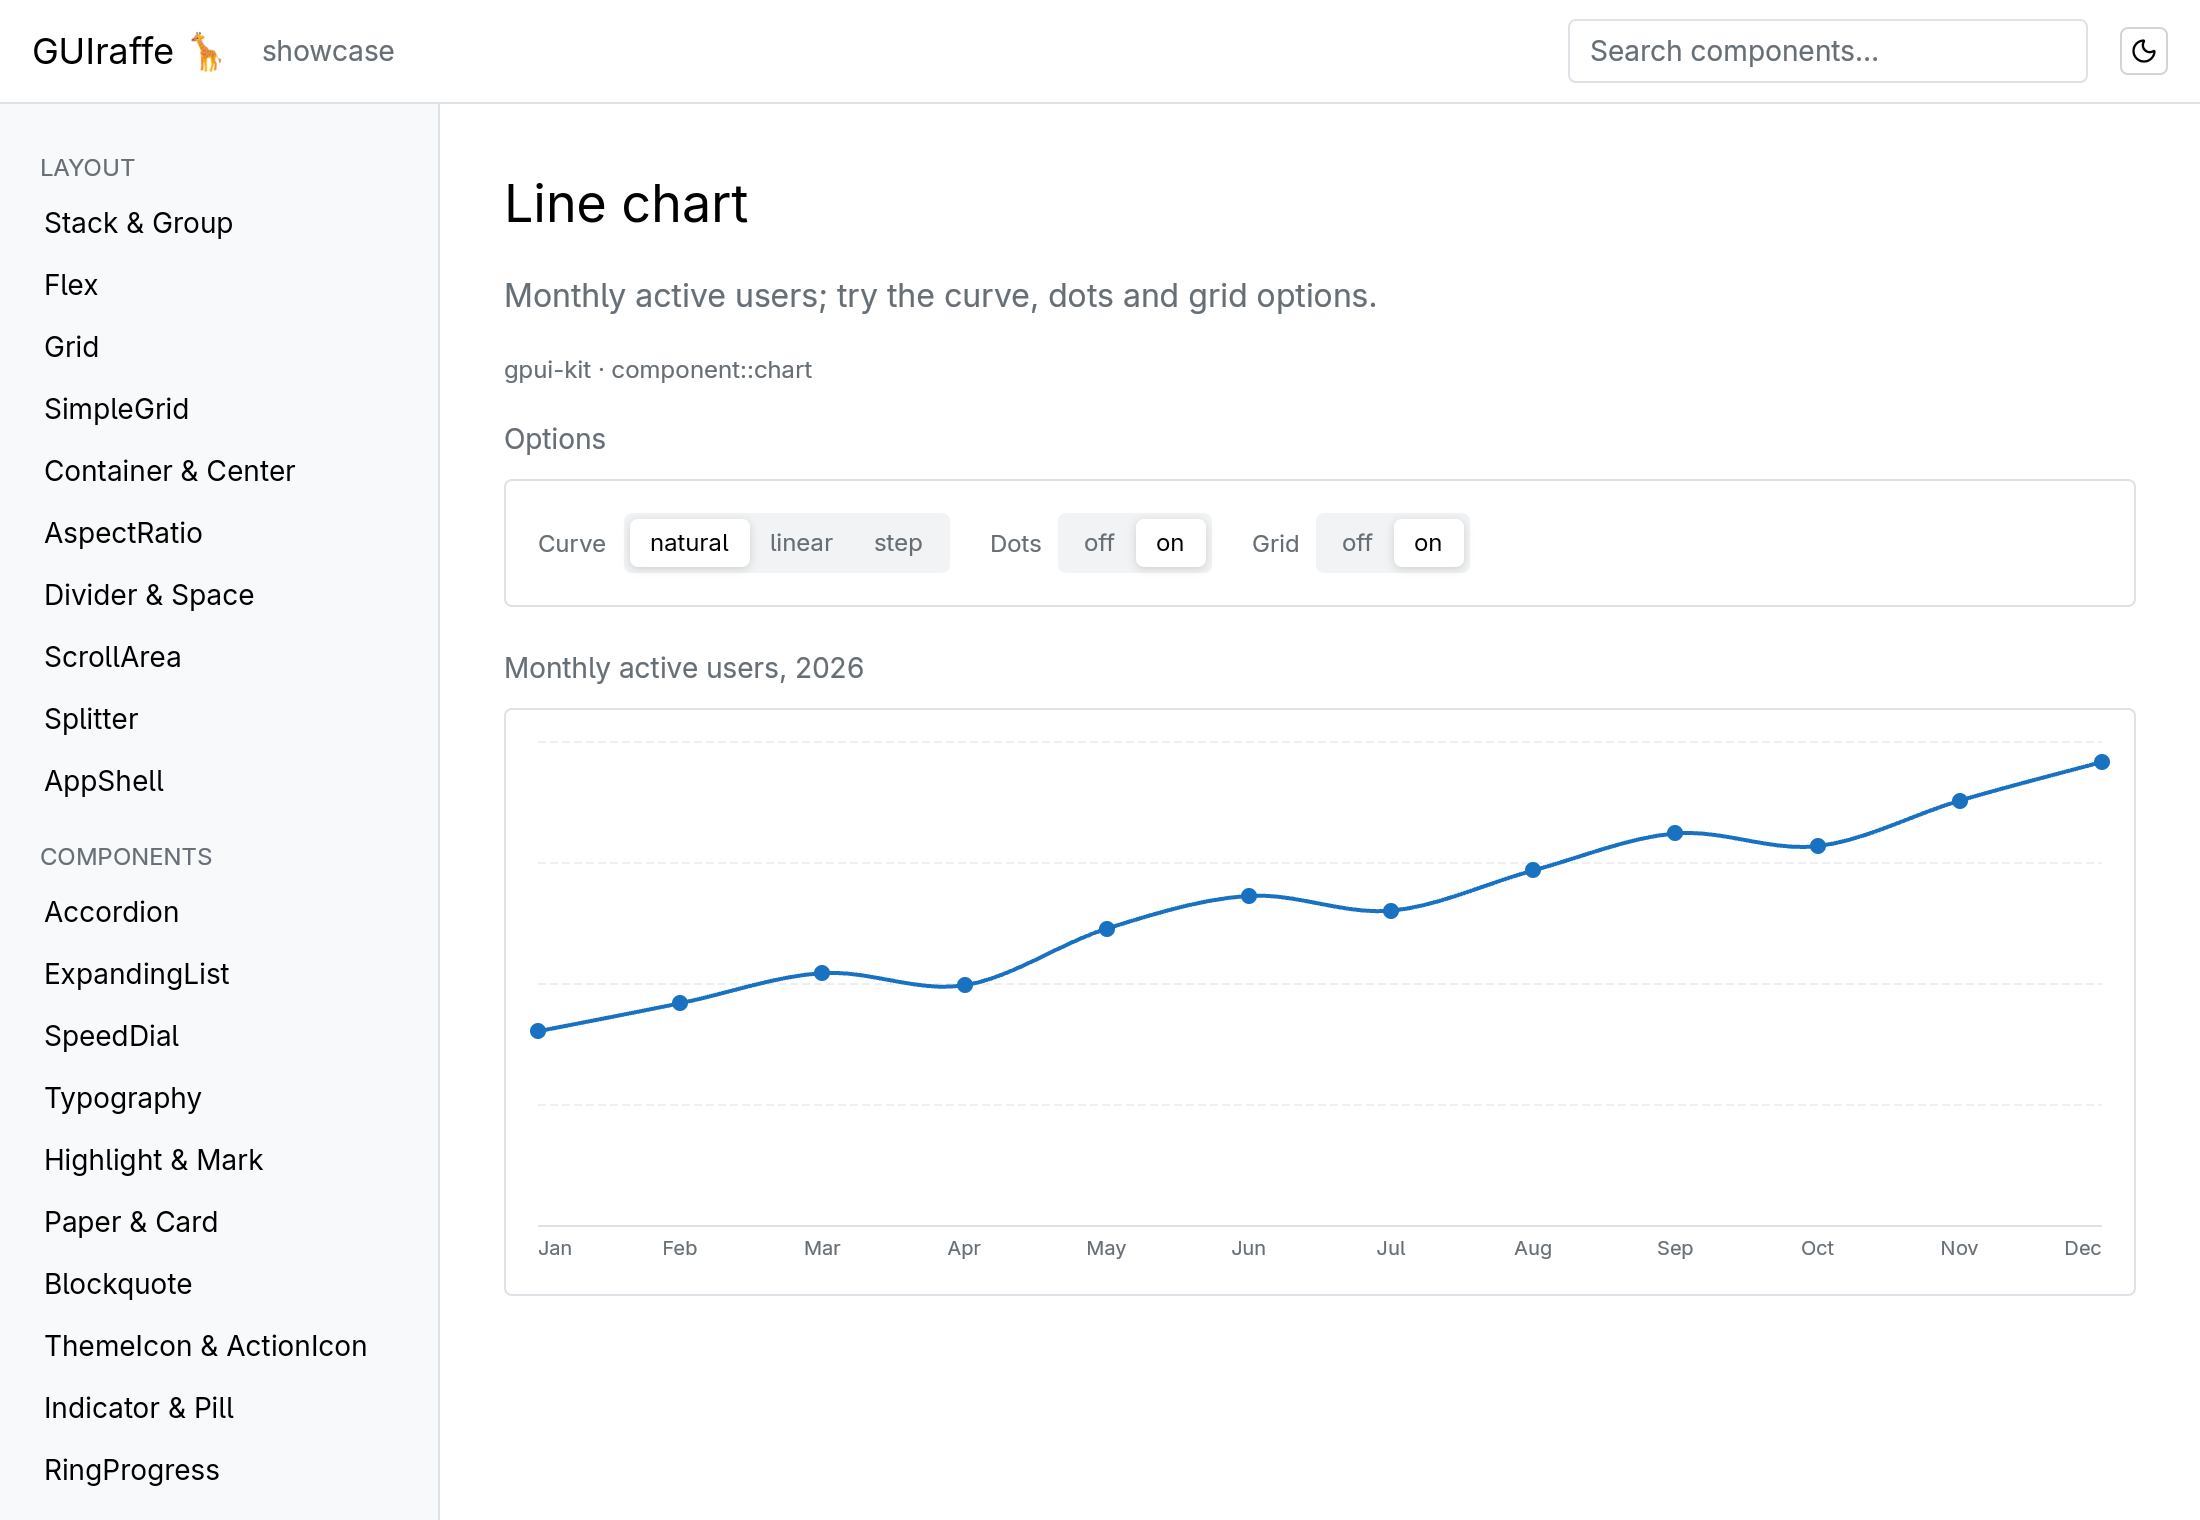 GUIraffe 🦒 showcase
Search components...
LAYOUT
Stack & Group
Flex
Grid
SimpleGrid
Container & Center
AspectRatio
Divider & Space
ScrollArea
Splitter
AppShell
COMPONENTS
Accordion
ExpandingList
SpeedDial
Typography
Highlight & Mark
Paper & Card
Blockquote
ThemeIcon & ActionIcon
Indicator & Pill
RingProgress
Line chart
Monthly active users; try the curve, dots and grid options.
gpui-kit · component::chart
Options
Curve natural linear step Dots off on Grid off on
Monthly active users, 2026
Jan Feb Mar Apr May Jun Jul Aug Sep Oct Nov Dec